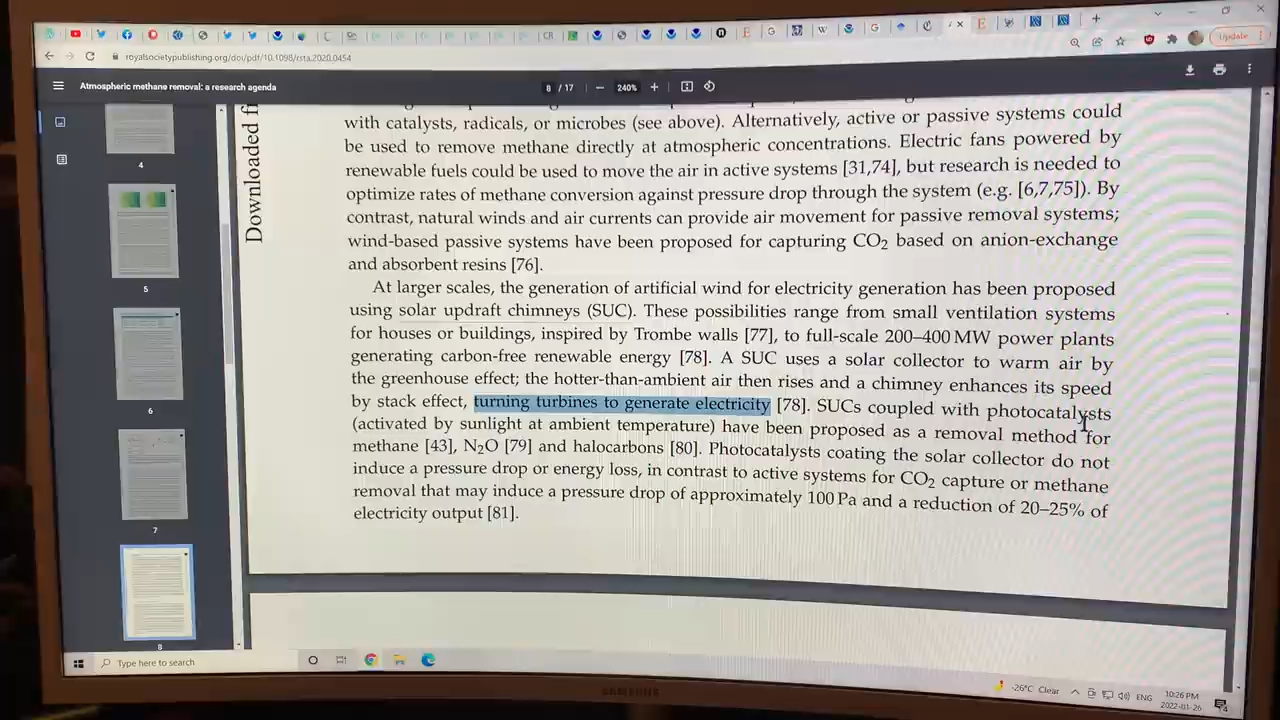 CR
Update
royalsocietypublishing.org/doi/pdf/10.1098/rsta.2020.0454
Atmospheric methane removal: a research agenda
8 / 17
240%
Downloaded
with catalysts, radicals, or microbes (see above). Alternatively, active or passive systems could
be used to remove methane directly at atmospheric concentrations. Electric fans powered by
renewable fuels could be used to move the air in active systems [31,74], but research is needed to
optimize rates of methane conversion against pressure drop through the system (e.g. [6,7,75]). By
contrast, natural winds and air currents can provide air movement for passive removal systems;
wind-based passive systems have been proposed for capturing CO2 based on anion-exchange
and absorbent resins [76].
At larger scales, the generation of artificial wind for electricity generation has been proposed
using solar updraft chimneys (SUC). These possibilities range from small ventilation systems
for houses or buildings, inspired by Trombe walls [77], to full-scale 200–400 MW power plants
generating carbon-free renewable energy [78]. A SUC uses a solar collector to warm air by
the greenhouse effect; the hotter-than-ambient air then rises and a chimney enhances its speed
by stack effect, turning turbines to generate electricity [78]. SUCs coupled with photocatalysts
(activated by sunlight at ambient temperature) have been proposed as a removal method for
methane [43], N2O [79] and halocarbons [80]. Photocatalysts coating the solar collector do not
induce a pressure drop or energy loss, in contrast to active systems for CO2 capture or methane
removal that may induce a pressure drop of approximately 100 Pa and a reduction of 20–25% of
electricity output [81].
4
5
6
7
8
Type here to search
-26°C Clear
ENG
10:26 PM
2022-01-26
SAMSUNG